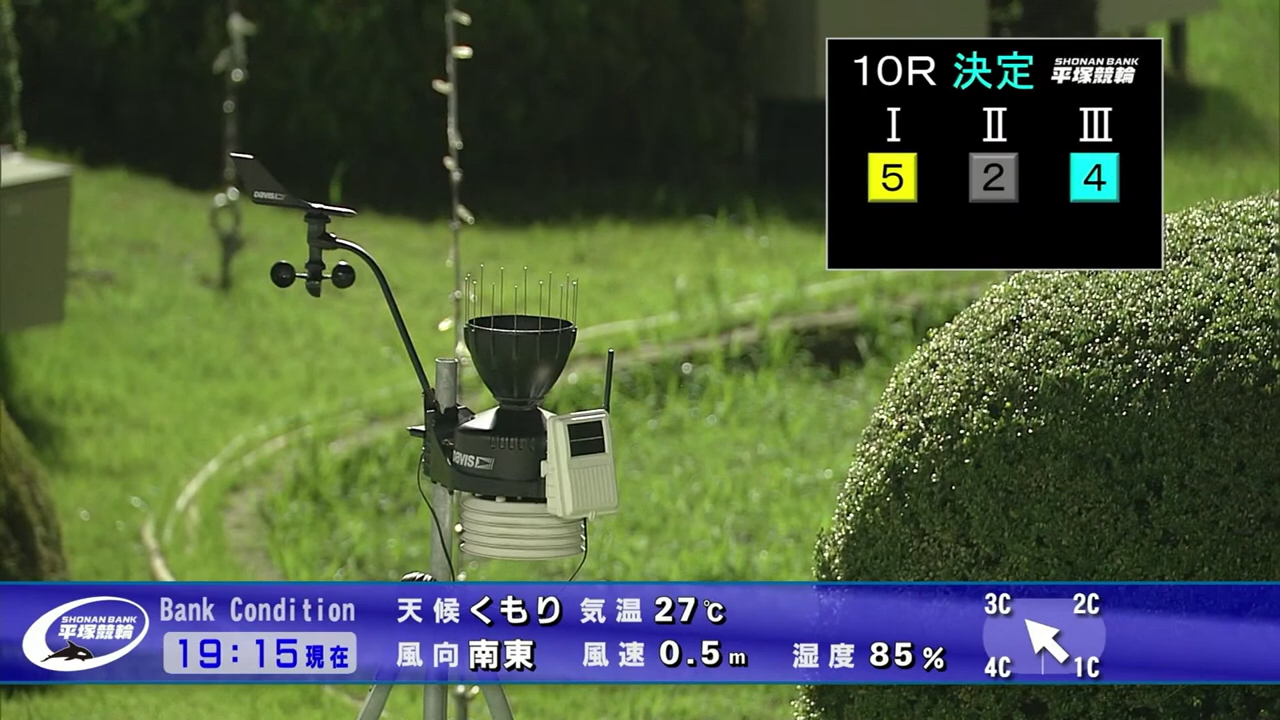 10R 決定 SHONAN BANK 平塚競輪
Ⅰ Ⅱ Ⅲ
5 2 4
DAVIS
DAVIS
SHONAN BANK
平塚競輪
Bank Condition
19:15現在
天候 くもり 気温 27℃
風向 南東 風速 0.5m 湿度 85%
3C 2C
4C 1C